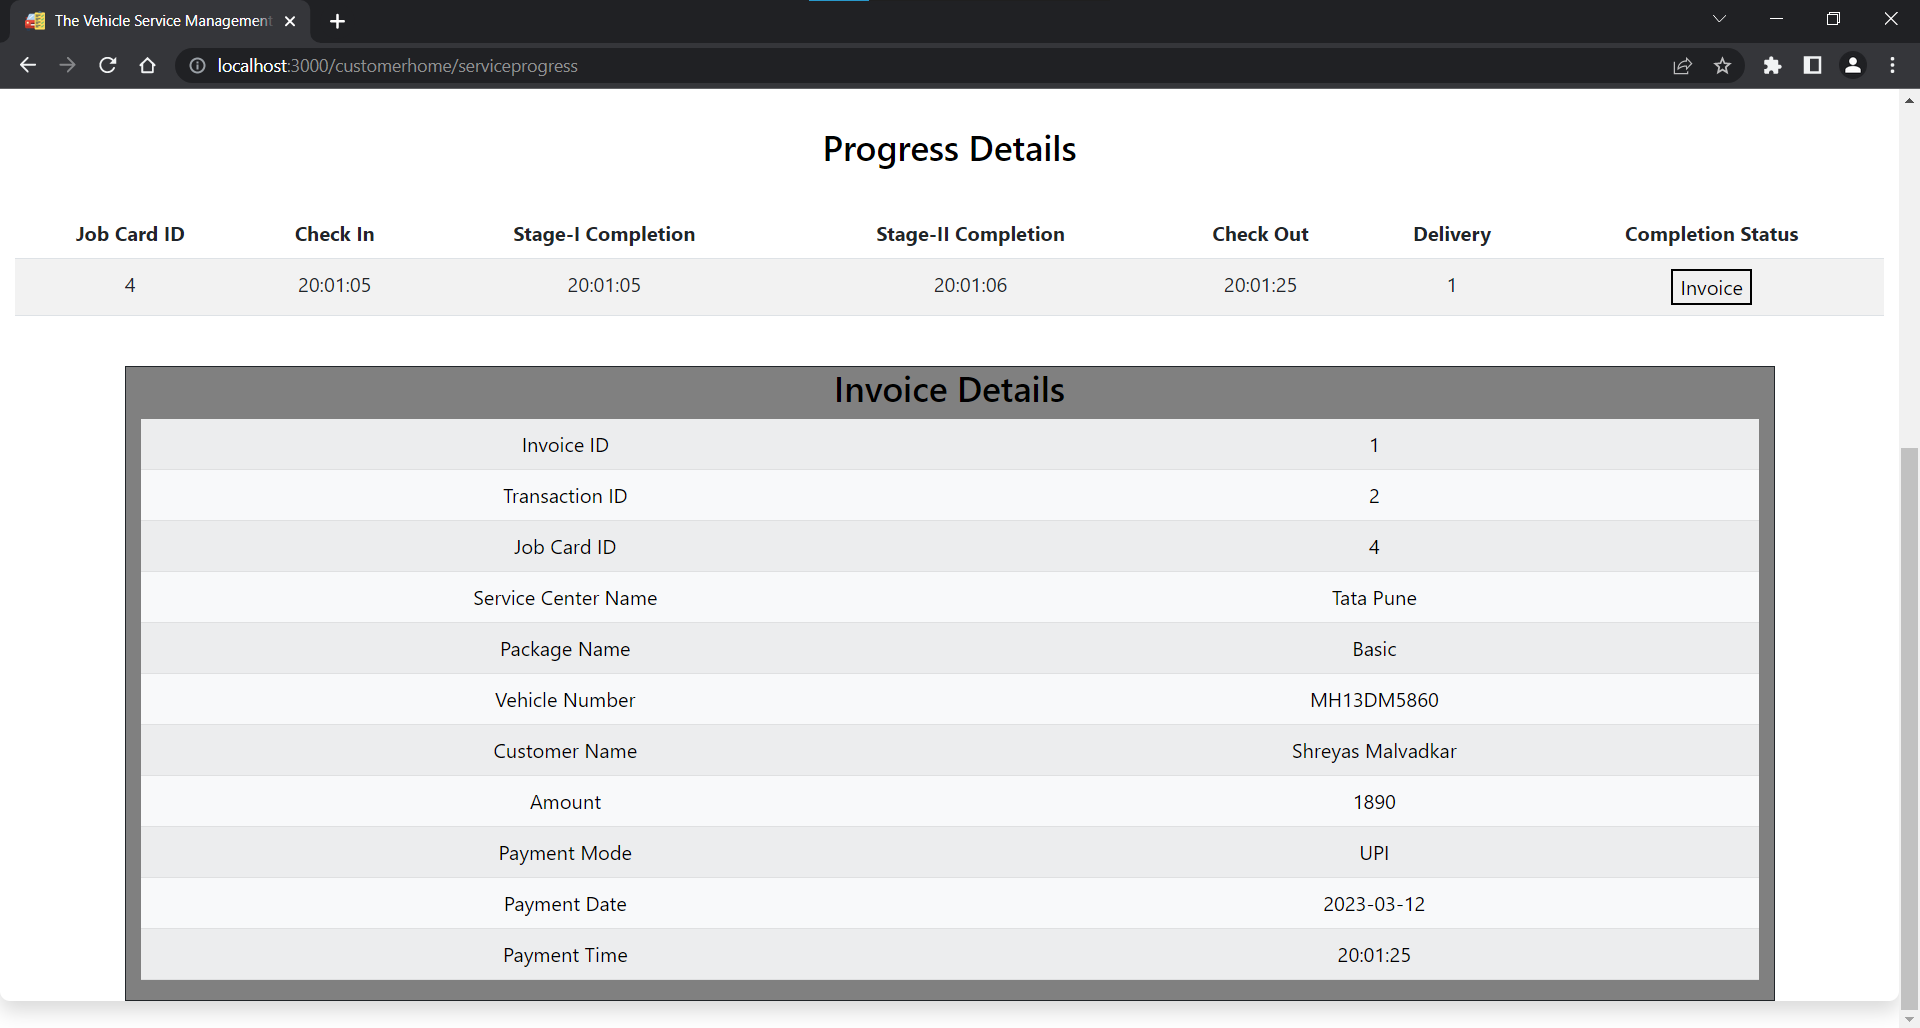 The Vehicle Service Management
localhost:3000/customerhome/serviceprogress
Progress Details
Job Card ID Check In Stage-I Completion Stage-II Completion Check Out Delivery Completion Status
4 20:01:05 20:01:05 20:01:06 20:01:25 1 Invoice
Invoice Details
Invoice ID 1
Transaction ID 2
Job Card ID 4
Service Center Name Tata Pune
Package Name Basic
Vehicle Number MH13DM5860
Customer Name Shreyas Malvadkar
Amount 1890
Payment Mode UPI
Payment Date 2023-03-12
Payment Time 20:01:25